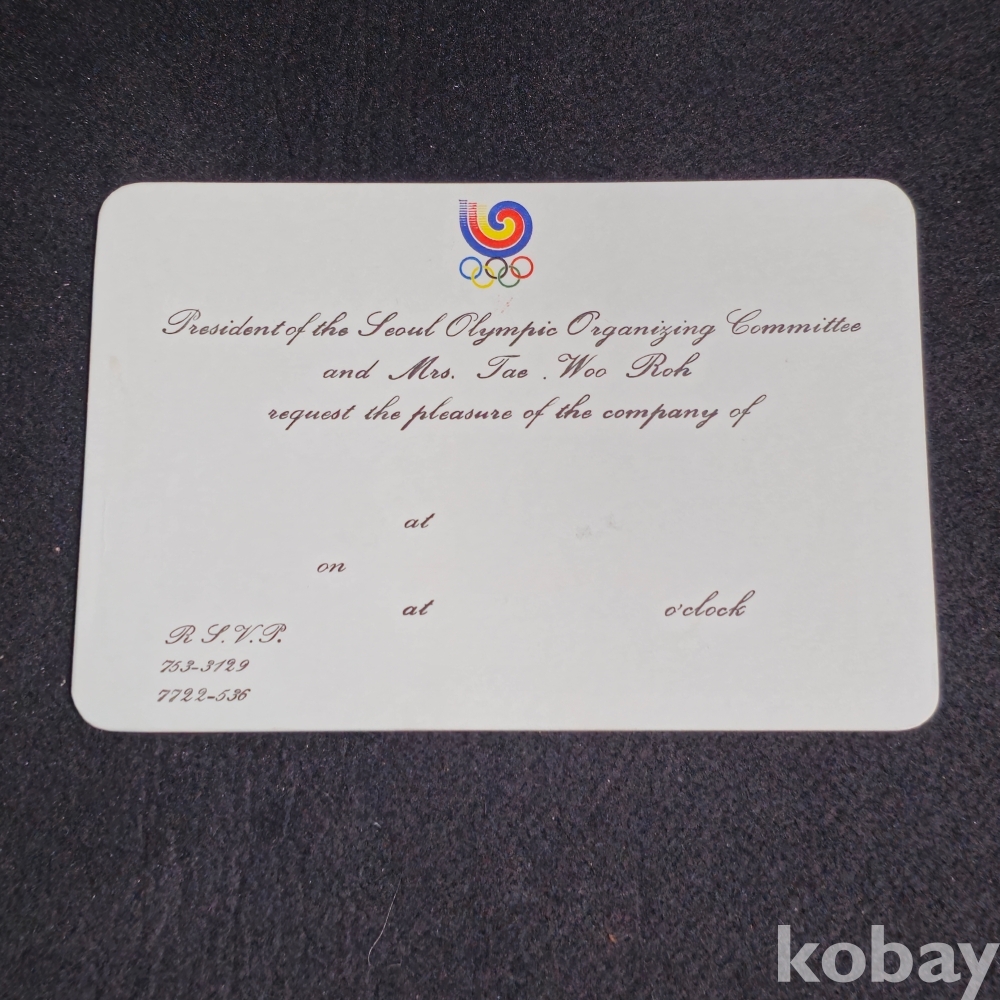 President of the Seoul Olympic Organizing Committee
and Mrs. Tae Woo Roh
request the pleasure of the company of
at
on
at o'clock
R S.V.P.
753-3129
7722-536
kobay